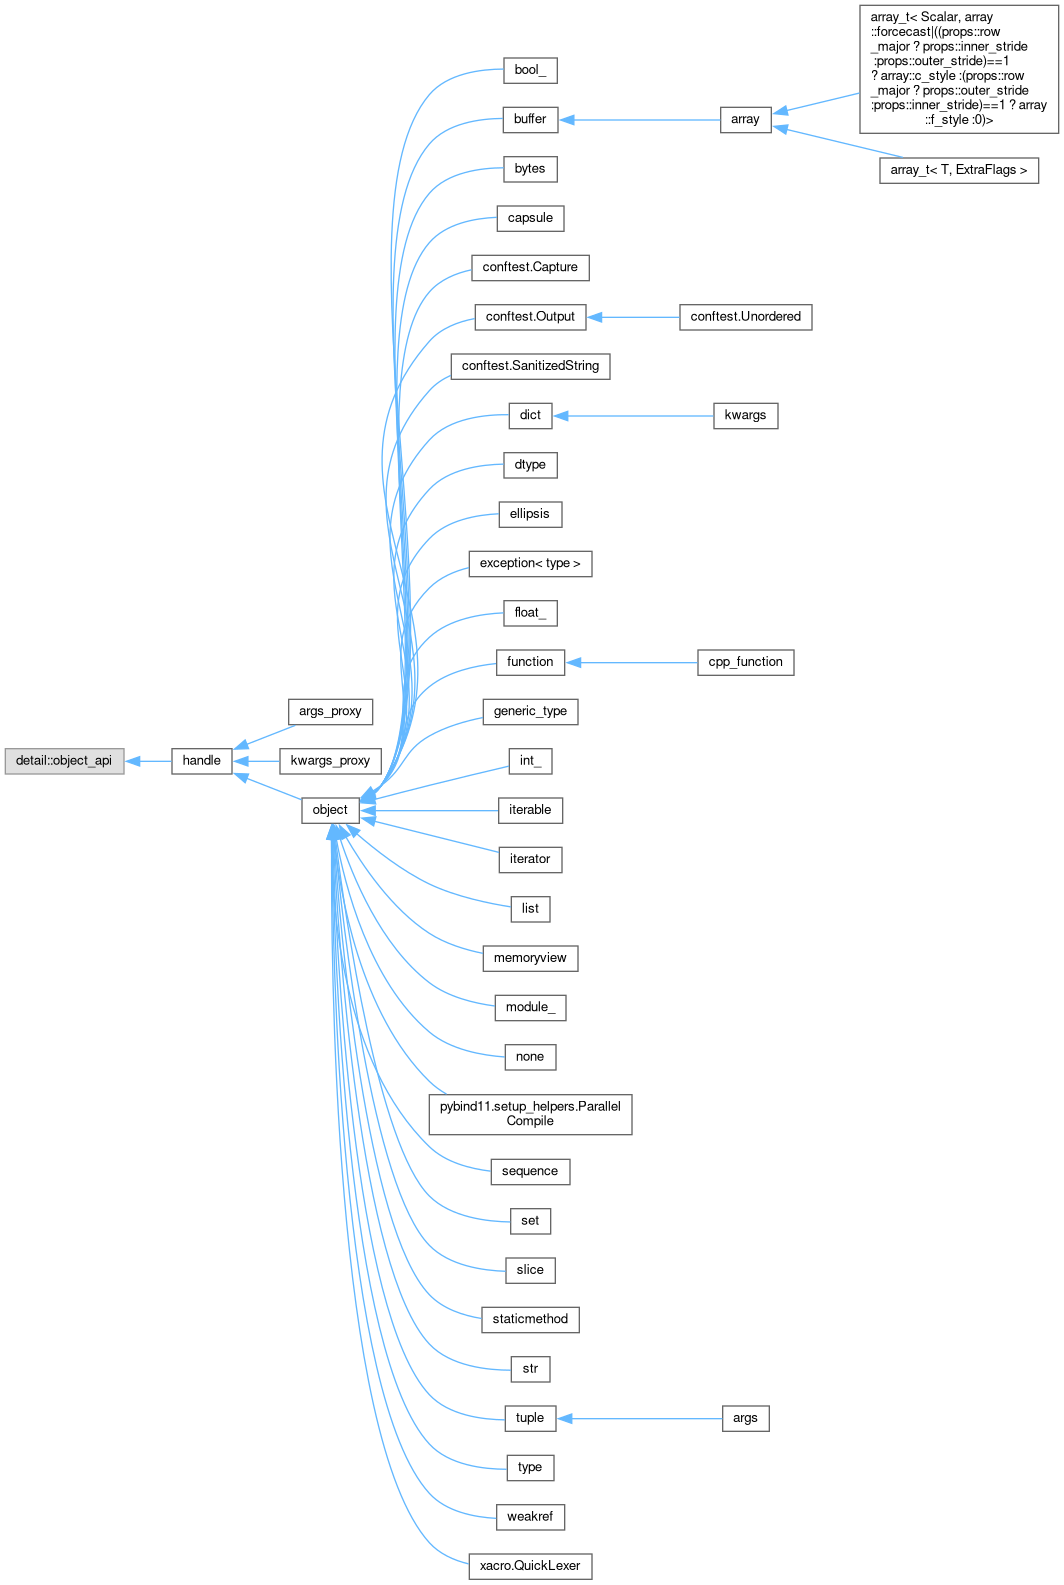 bool_
buffer
bytes
capsule
conftest.Capture
conftest.Output
conftest.SanitizedString
dict
dtype
ellipsis
exception< type >
float_
function
generic_type
int_
iterable
iterator
list
memoryview
module_
none
pybind11.setup_helpers.Parallel
Compile
sequence
set
slice
staticmethod
str
tuple
type
weakref
xacro.QuickLexer
detail::object_api
handle
args_proxy
kwargs_proxy
object
array
array_t< Scalar, array
::forcecast|((props::row
_major ? props::inner_stride
:props::outer_stride)==1
? array::c_style :(props::row
_major ? props::outer_stride
:props::inner_stride)==1 ? array
::f_style :0)>
array_t< T, ExtraFlags >
conftest.Unordered
kwargs
cpp_function
args